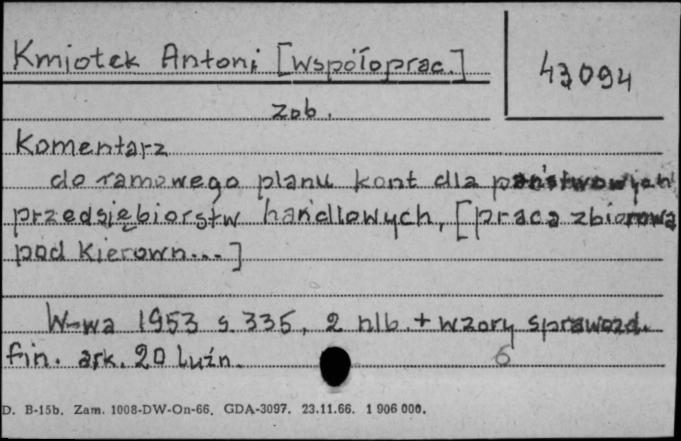 Kmiotek Antoni [współoprac.]
43094
zob.
Komentarz
do ramowego planu kont dla państwowych
przedsiębiorstw handlowych, [praca zbiorowa
pod kierown...]
W-wa 1953 s. 335, 2 nlb. + wzory sprawozd.
fin. ark. 20 luźn.
6
D. B-15b. Zam. 1008-DW-On-66. GDA-3097. 23.11.66. 1 906 000.